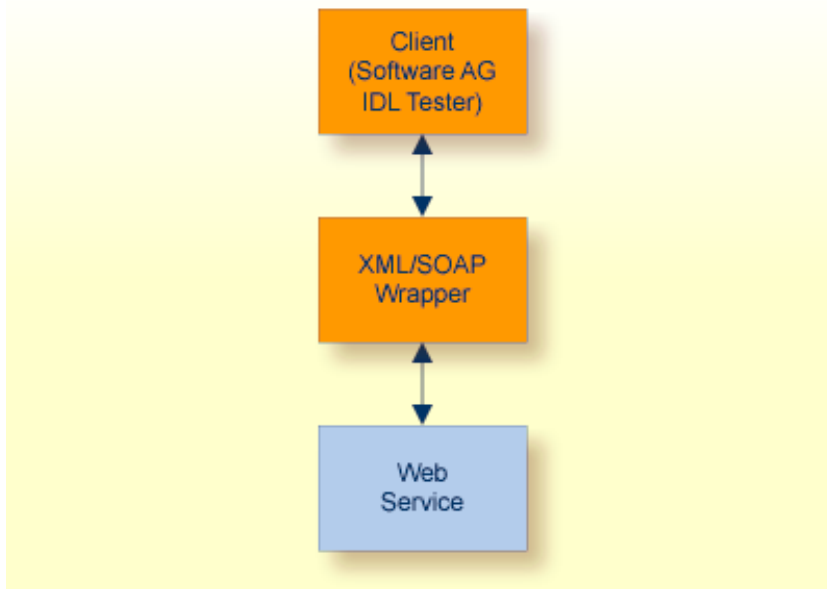 Client
(Software AG
IDL Tester)
XML/SOAP
Wrapper
Web
Service